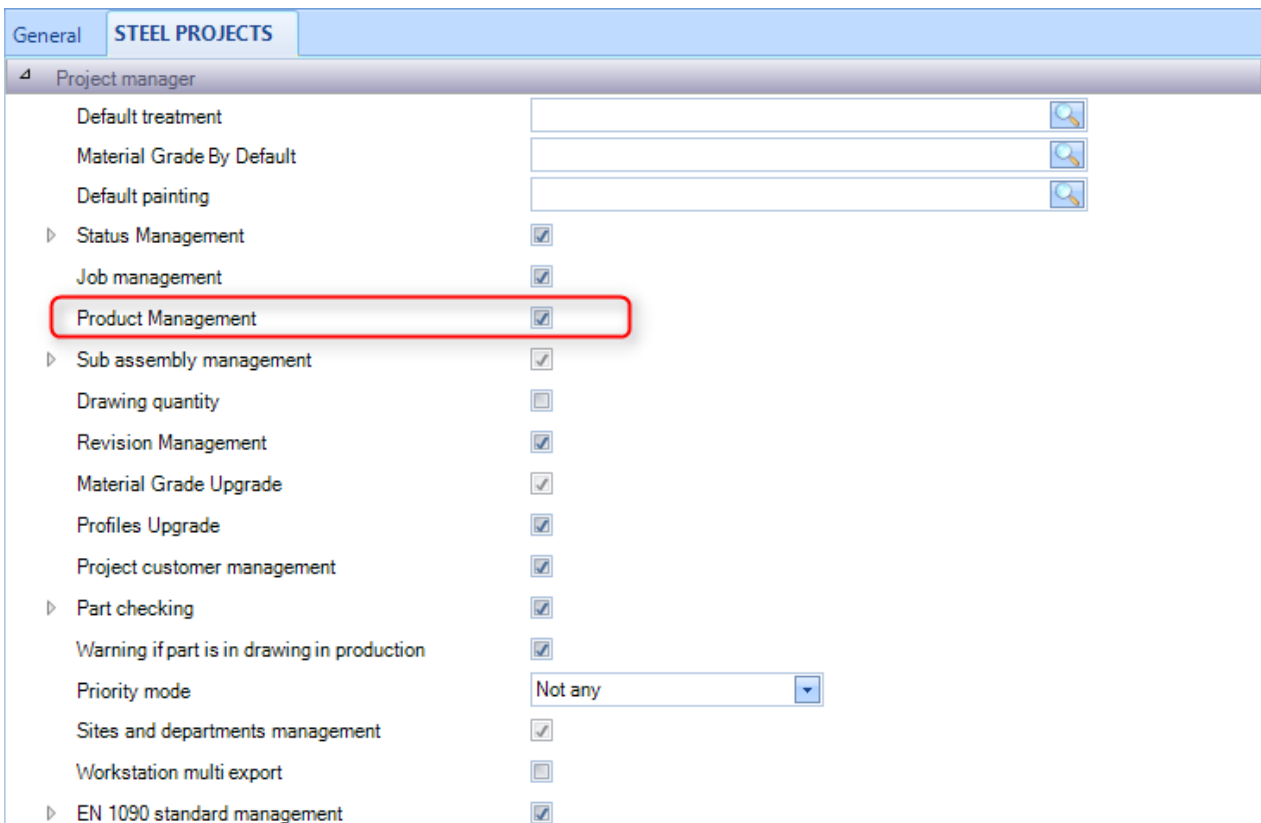 General STEEL PROJECTS
Project manager
Default treatment
Material Grade By Default
Default painting
Status Management
Job management
Product Management
Sub assembly management
Drawing quantity
Revision Management
Material Grade Upgrade
Profiles Upgrade
Project customer management
Part checking
Warning if part is in drawing in production
Priority mode Not any
Sites and departments management
Workstation multi export
EN 1090 standard management